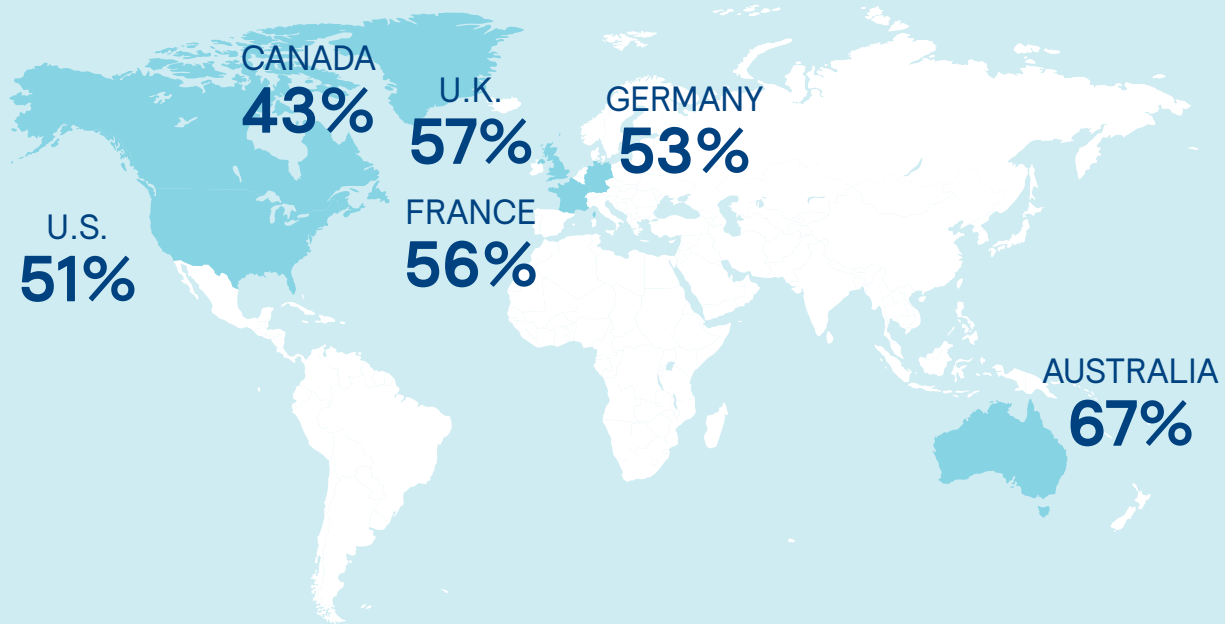 CANADA
43%
U.K.
57%
GERMANY
53%
U.S.
51%
FRANCE
56%
AUSTRALIA
67%